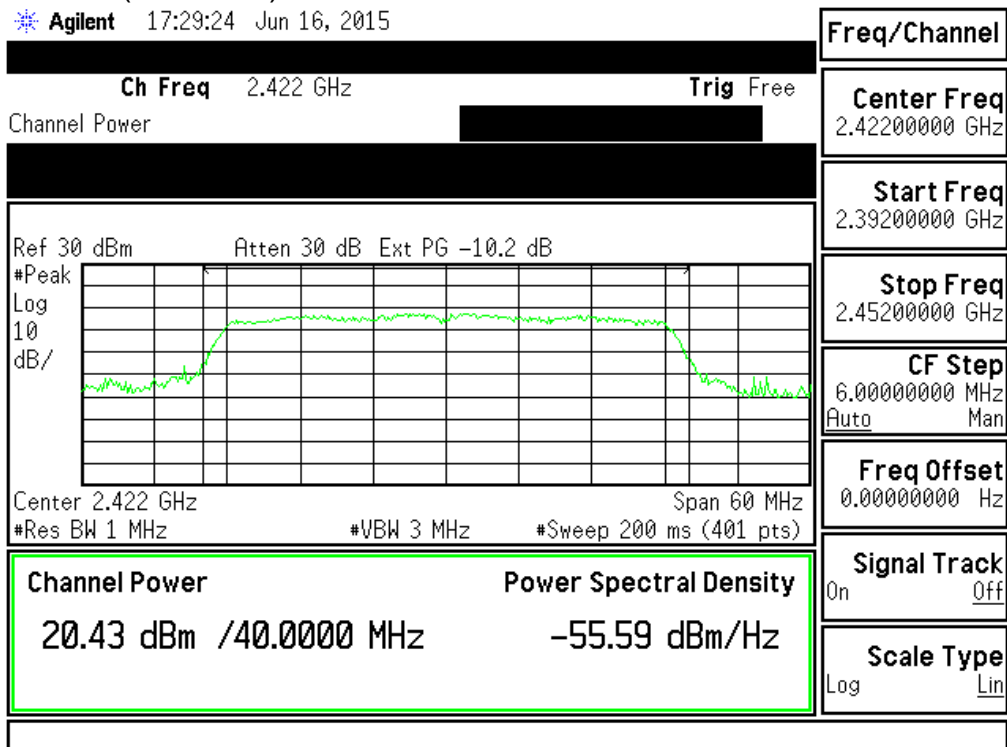 Agilent 17:29:24 Jun 16, 2015
Ch Freq 2.422 GHz Trig Free
Channel Power
Ref 30 dBm Atten 30 dB Ext PG -10.2 dB
#Peak
Log
10
dB/
Center 2.422 GHz Span 60 MHz
#Res BW 1 MHz #VBW 3 MHz #Sweep 200 ms (401 pts)
Channel Power Power Spectral Density
20.43 dBm /40.0000 MHz -55.59 dBm/Hz
Freq/Channel
Center Freq
2.42200000 GHz
Start Freq
2.39200000 GHz
Stop Freq
2.45200000 GHz
CF Step
6.00000000 MHz
Auto Man
Freq Offset
0.00000000 Hz
Signal Track
On Off
Scale Type
Log Lin